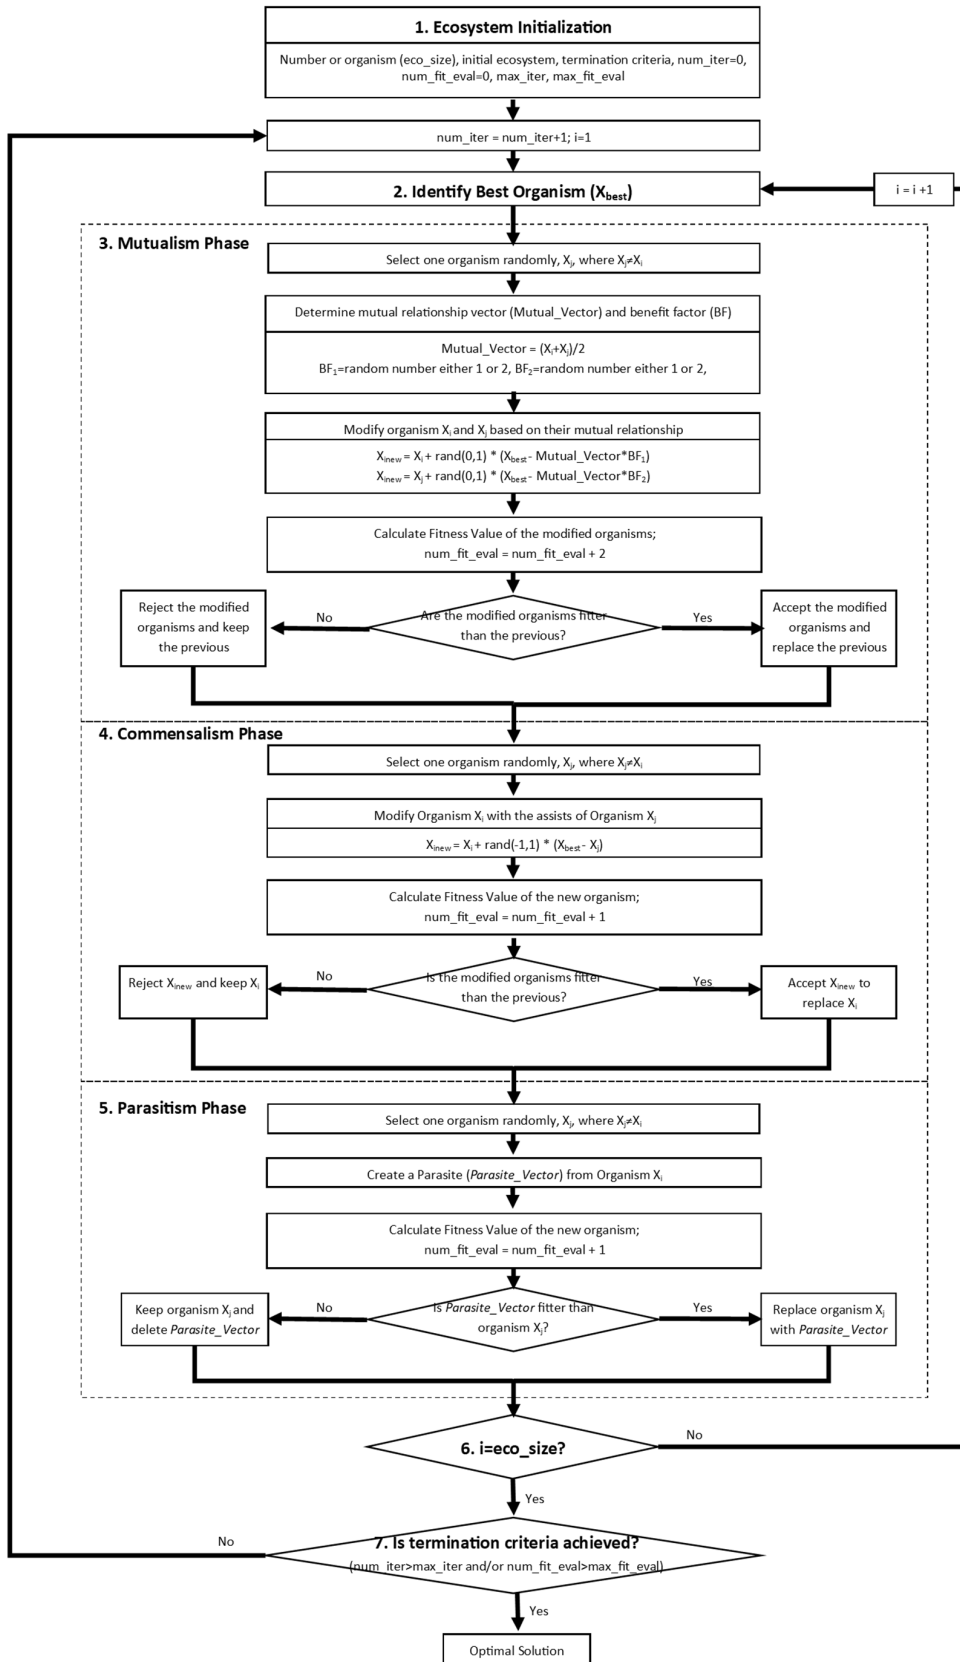 1. Ecosystem Initialization
Number or organism (eco_size), initial ecosystem, termination criteria, num_iter=0,
num_fit_eval=0, max_iter, max_fit_eval
num_iter = num_iter+1; i=1
2. Identify Best Organism (Xbest)
i = i +1
3. Mutualism Phase
Select one organism randomly, Xj, where Xj≠Xi
Determine mutual relationship vector (Mutual_Vector) and benefit factor (BF)
Mutual_Vector = (Xi+Xj)/2
BF1=random number either 1 or 2, BF2=random number either 1 or 2,
Modify organism Xi and Xj based on their mutual relationship
Xinew = Xi + rand(0,1) * (Xbest- Mutual_Vector*BF1)
Xinew = Xj + rand(0,1) * (Xbest- Mutual_Vector*BF2)
Calculate Fitness Value of the modified organisms;
num_fit_eval = num_fit_eval + 2
Reject the modified
organisms and keep
the previous
No
Are the modified organisms fitter
than the previous?
Yes
Accept the modified
organisms and
replace the previous
4. Commensalism Phase
Select one organism randomly, Xj, where Xj≠Xi
Modify Organism Xi with the assists of Organism Xj
Xinew = Xi + rand(-1,1) * (Xbest- Xj)
Calculate Fitness Value of the new organism;
num_fit_eval = num_fit_eval + 1
Reject Xinew and keep Xi
No
Is the modified organisms fitter
than the previous?
Yes
Accept Xinew to
replace Xi
5. Parasitism Phase
Select one organism randomly, Xj, where Xj≠Xi
Create a Parasite (Parasite_Vector) from Organism Xi
Calculate Fitness Value of the new organism;
num_fit_eval = num_fit_eval + 1
Keep organism Xj and
delete Parasite_Vector
No
Is Parasite_Vector fitter than
organism Xj?
Yes
Replace organism Xj
with Parasite_Vector
6. i=eco_size?
No
Yes
No
7. Is termination criteria achieved?
(num_iter>max_iter and/or num_fit_eval>max_fit_eval)
Yes
Optimal Solution